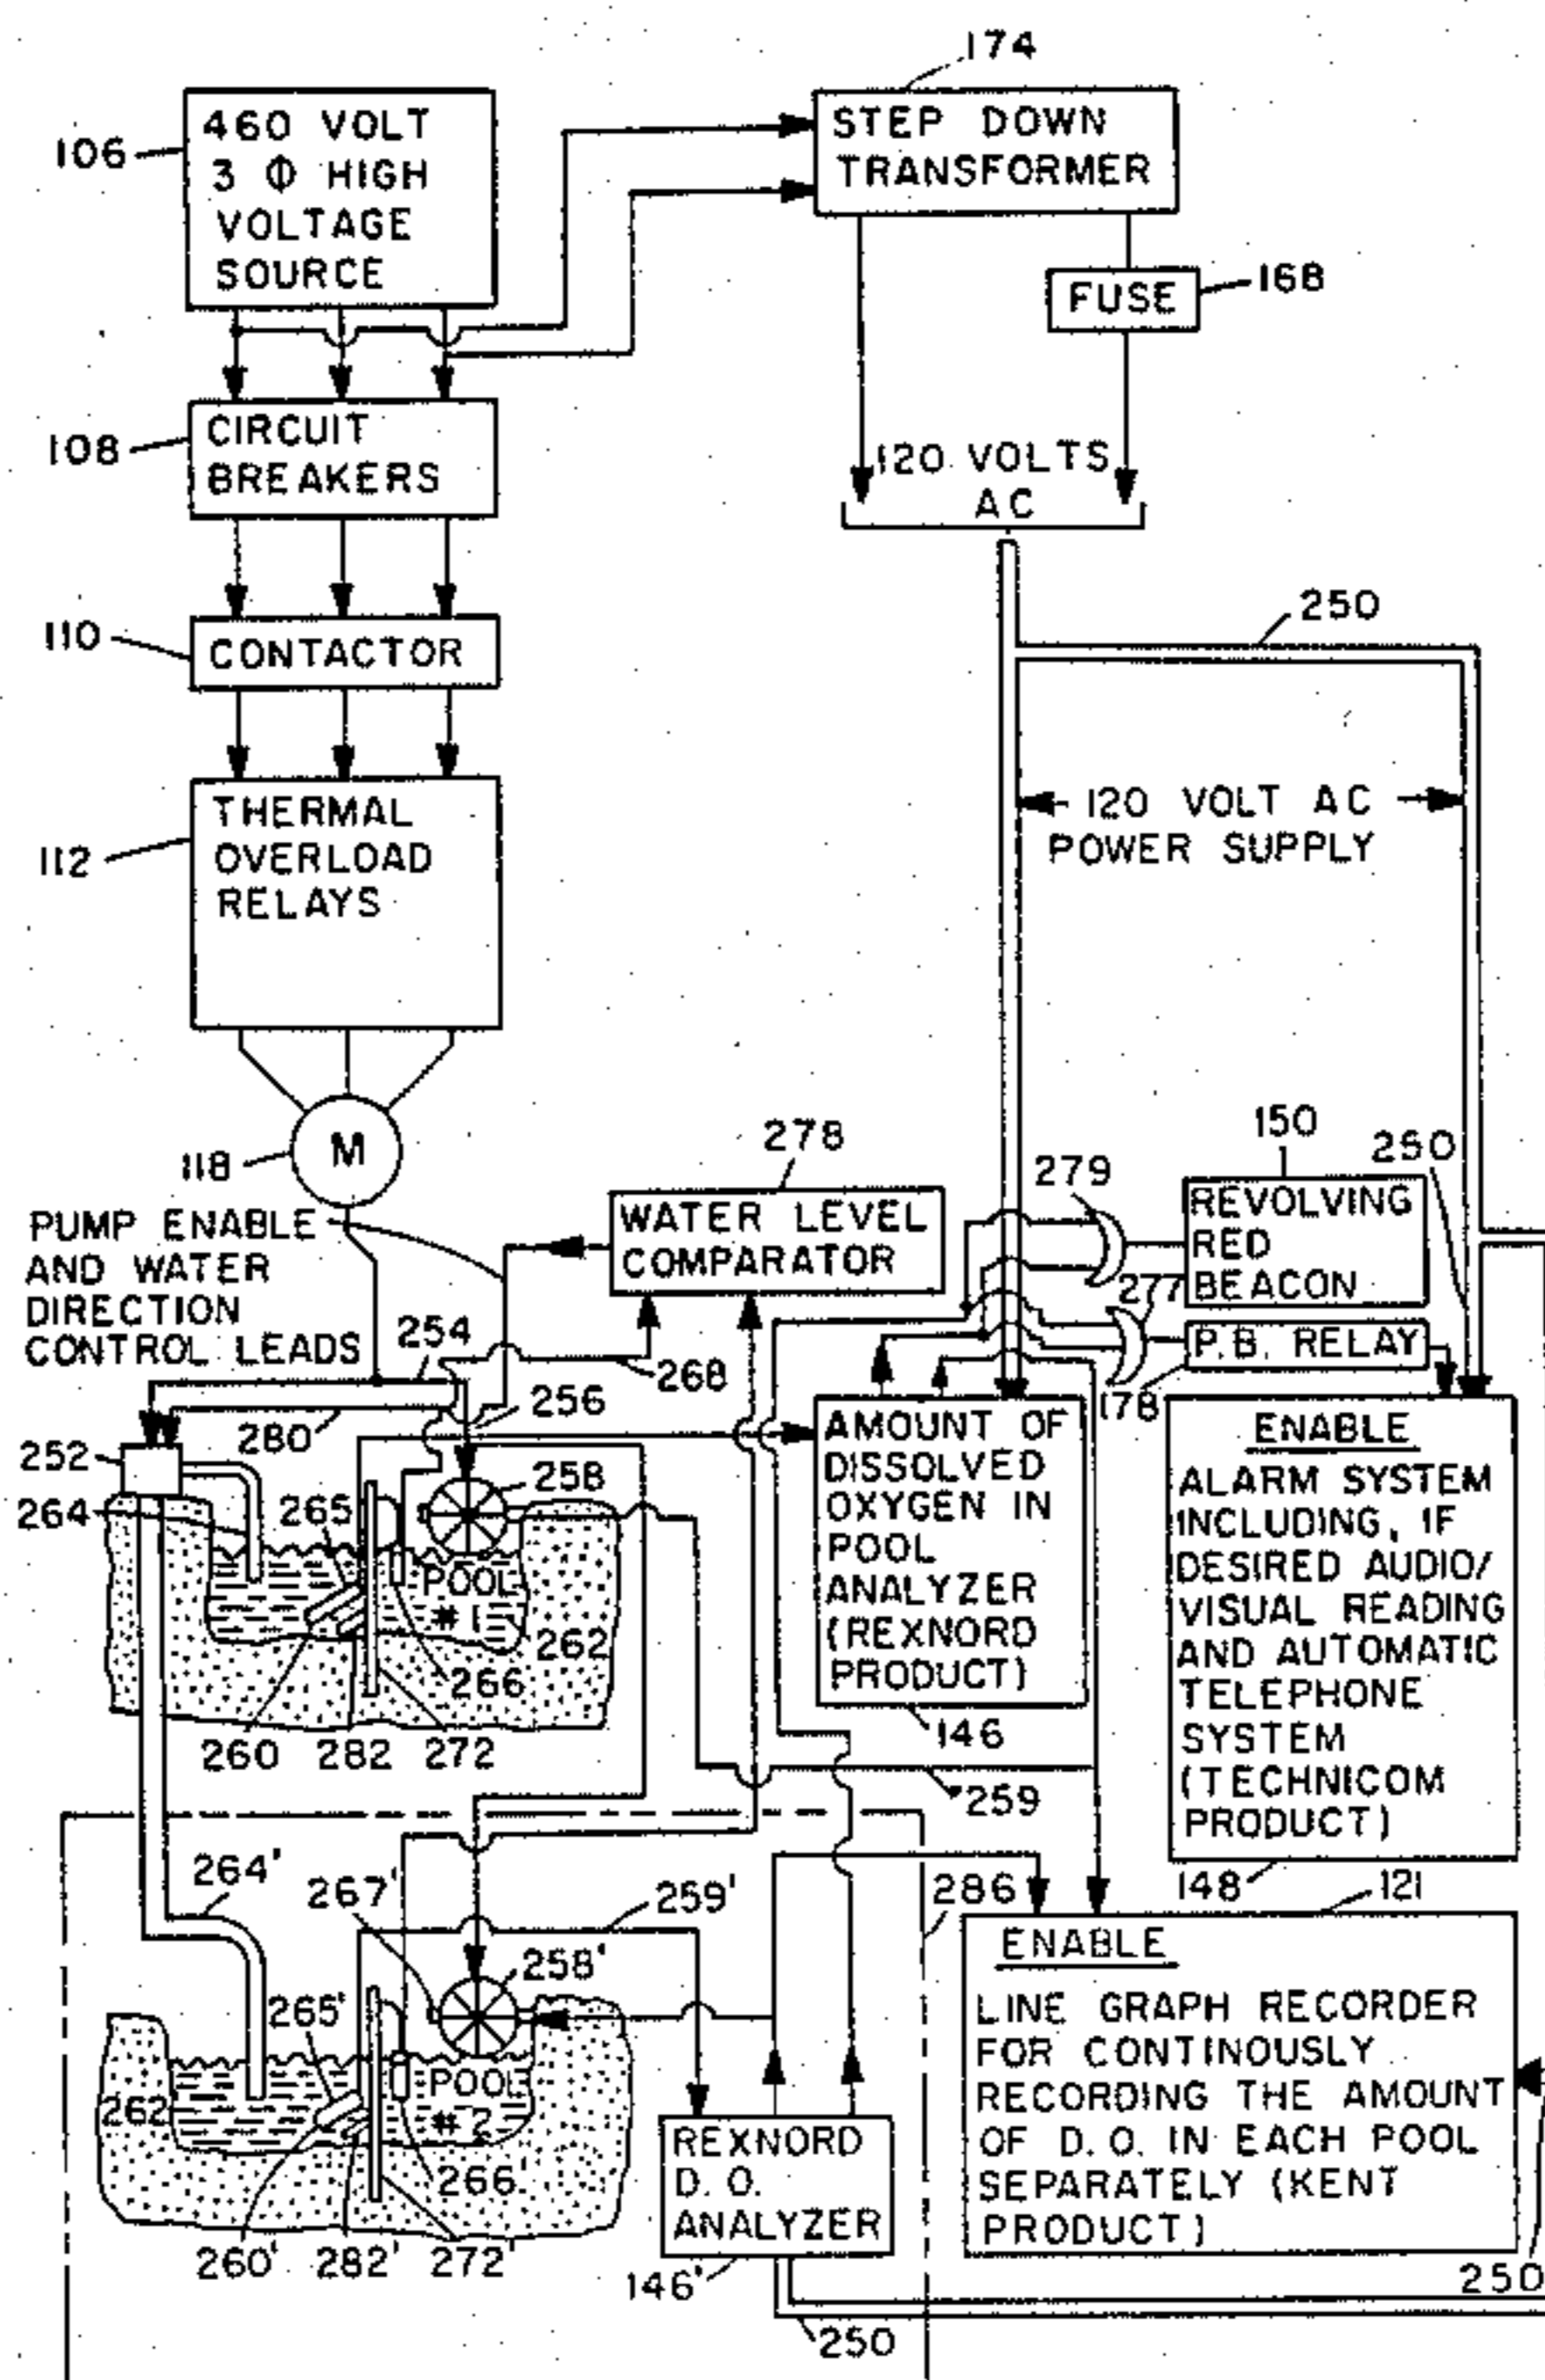 174
460 VOLT
3 Φ HIGH
VOLTAGE
SOURCE
106
STEP DOWN
TRANSFORMER
FUSE
168
108
CIRCUIT
BREAKERS
120 VOLTS
AC
110
CONTACTOR
250
112
THERMAL
OVERLOAD
RELAYS
120 VOLT AC
POWER SUPPLY
118
M
278
279
150
250
PUMP ENABLE
AND WATER
DIRECTION
CONTROL LEADS
WATER LEVEL
COMPARATOR
REVOLVING
RED
BEACON
277
P.B. RELAY
178
254
268
256
280
252
264
265
258
POOL
#1
262
266
260
282
272
AMOUNT OF
DISSOLVED
OXYGEN IN
POOL
ANALYZER
(REXNORD
PRODUCT)
146
259
ENABLE
ALARM SYSTEM
INCLUDING, IF
DESIRED AUDIO/
VISUAL READING
AND AUTOMATIC
TELEPHONE
SYSTEM
(TECHNICOM
PRODUCT)
148
121
264'
267'
259'
286
258'
265'
262
POOL
#2
266'
260'
282'
272'
REXNORD
D.O.
ANALYZER
146'
ENABLE
LINE GRAPH RECORDER
FOR CONTINOUSLY
RECORDING THE AMOUNT
OF D.O. IN EACH POOL
SEPARATELY (KENT
PRODUCT)
250
250